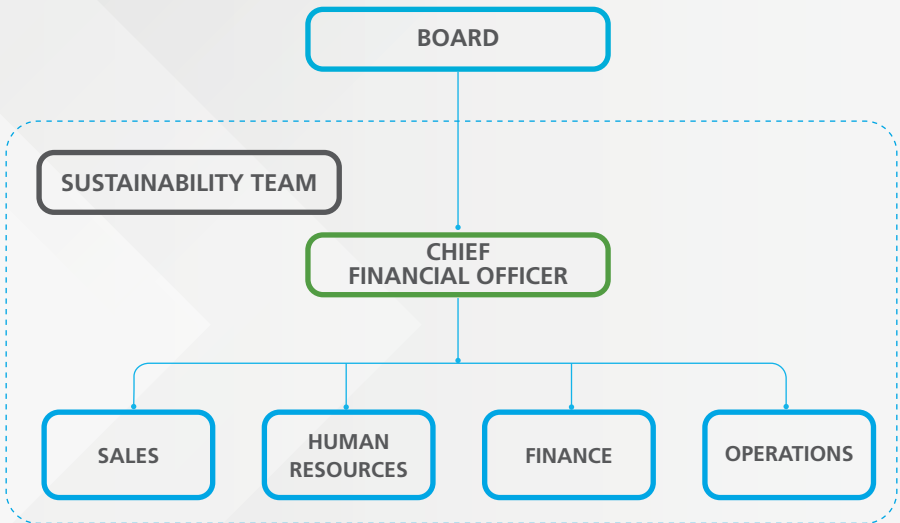 BOARD
SUSTAINABILITY TEAM
CHIEF
FINANCIAL OFFICER
SALES
HUMAN
RESOURCES
FINANCE
OPERATIONS